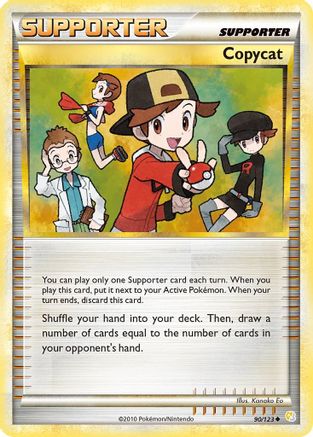 SUPPORTER
SUPPORTER
Copycat
You can play only one Supporter card each turn. When you
play this card, put it next to your Active Pokémon. When your
turn ends, discard this card.
Shuffle your hand into your deck. Then, draw a
number of cards equal to the number of cards in
your opponent's hand.
Illus. Kanako Eo
©2010 Pokémon/Nintendo
90/123
R